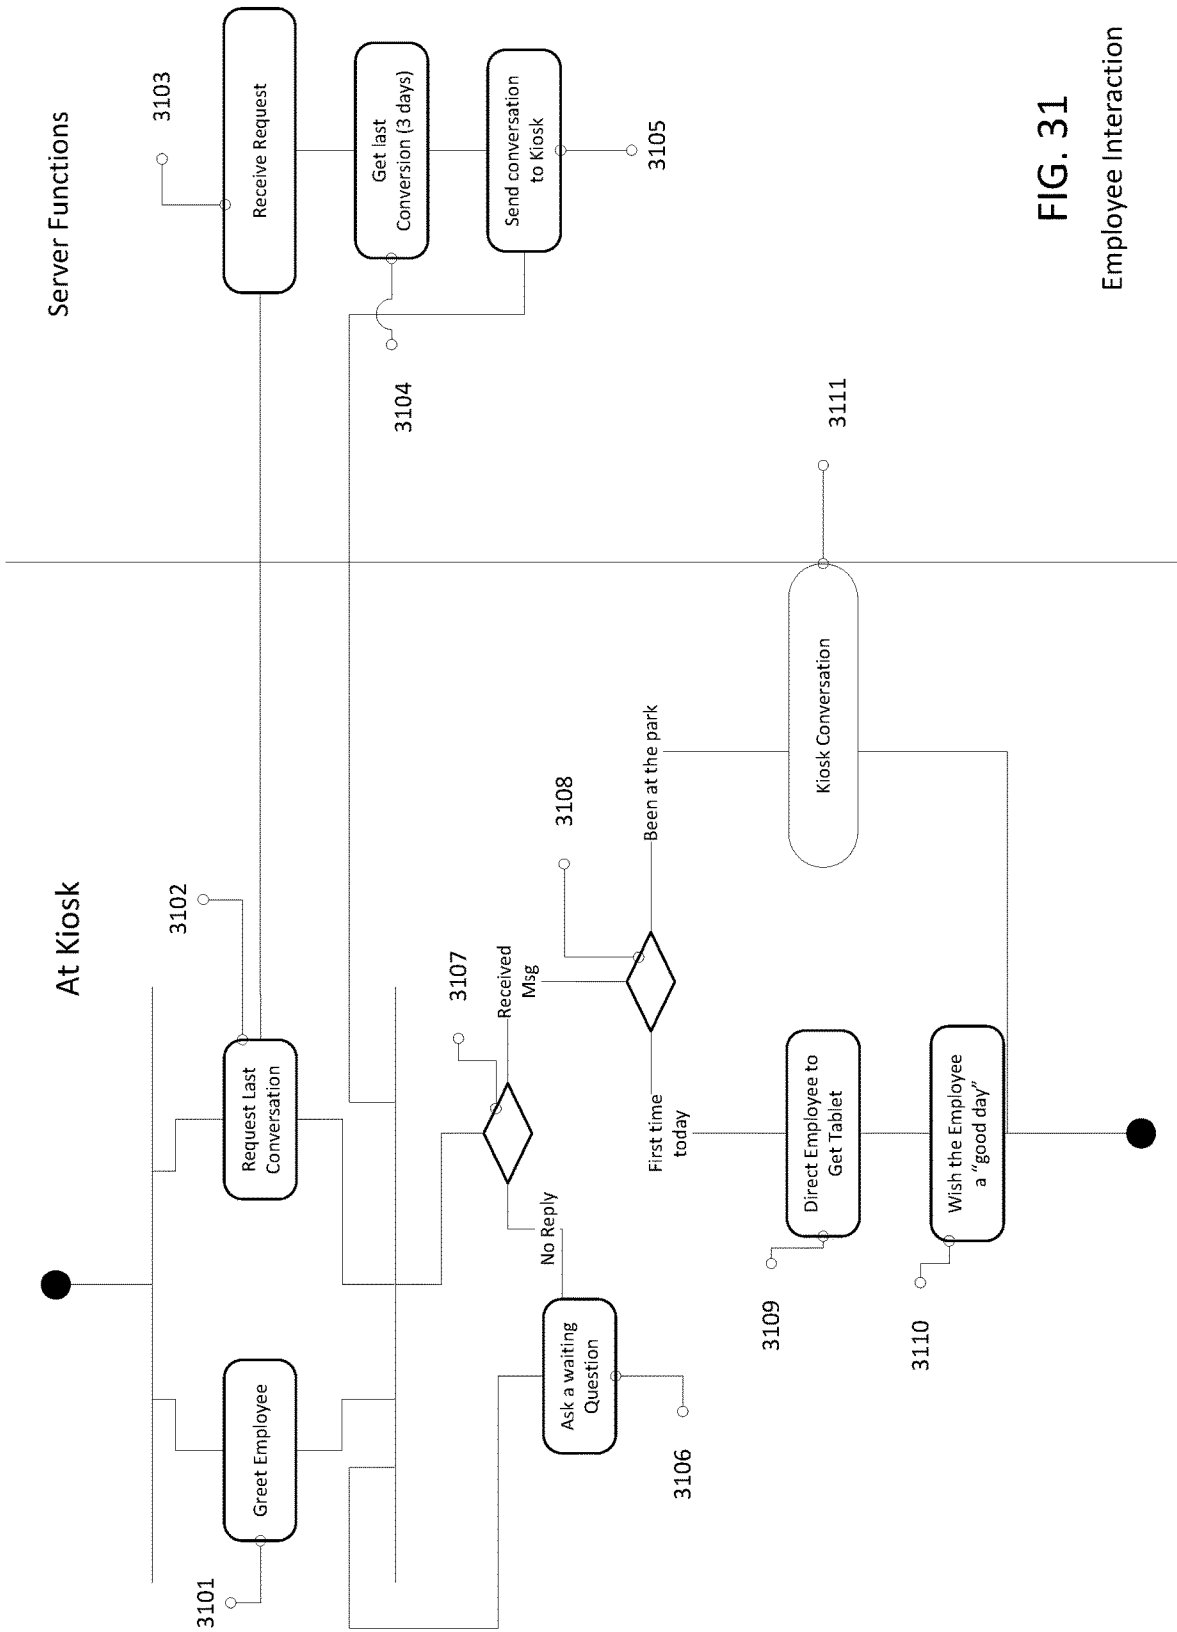 At Kiosk
Server Functions
3101
Greet Employee
3102
Request Last
Conversation
3103
Receive Request
Get last
Conversion (3 days)
3104
Send conversation
to Kiosk
3105
3107
Received
Msg
No Reply
Ask a waiting
Question
3106
3108
First time
today
Been at the park
3109
Direct Employee to
Get Tablet
Kiosk Conversation
3111
3110
Wish the Employee
a “good day”
FIG. 31
Employee Interaction